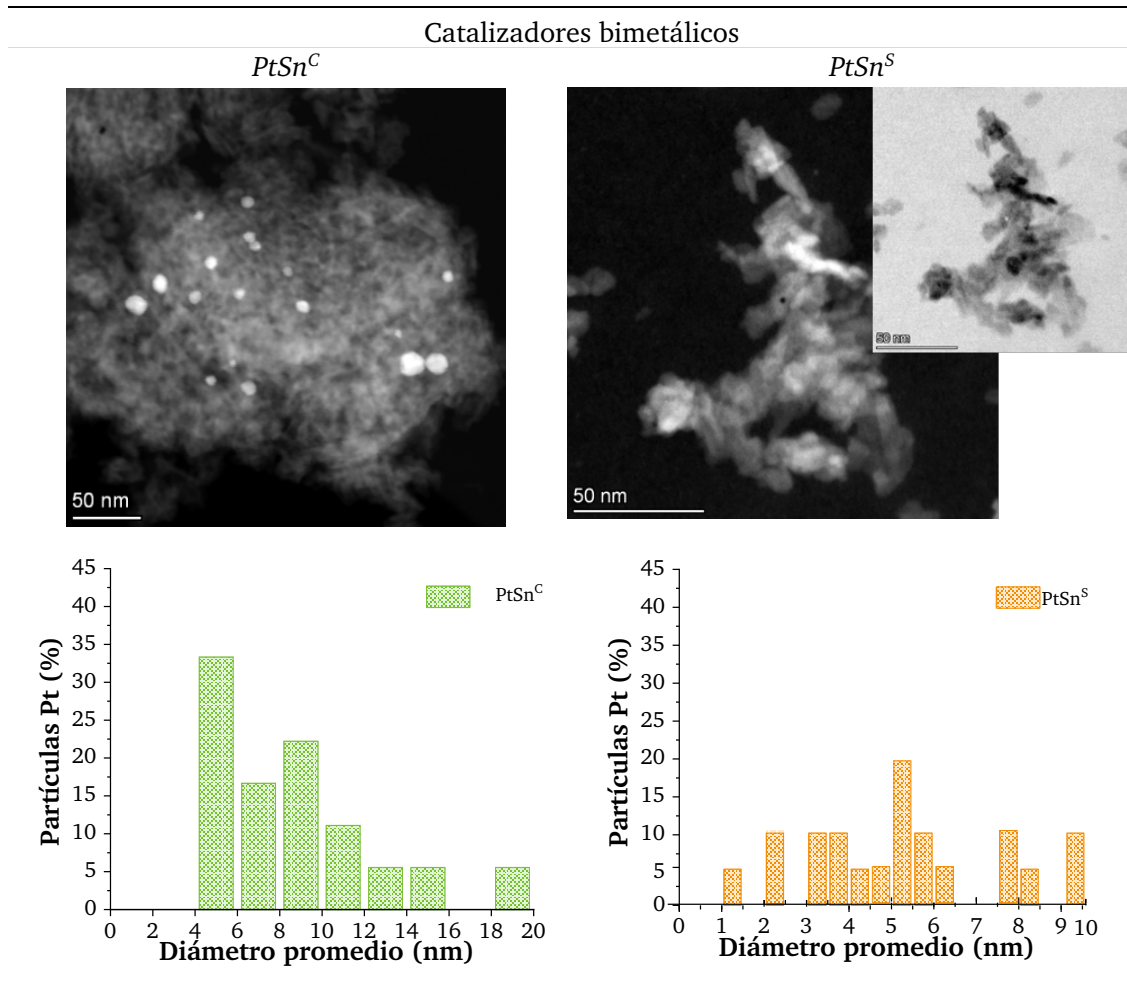 Catalizadores bimetálicos
PtSn^C
PtSn^S
50 nm
50 nm
50 nm
45
40
35
30
25
20
15
10
5
0
Partículas Pt (%)
PtSn^C
0 2 4 6 8 10 12 14 16 18 20
Diámetro promedio (nm)
45
40
35
30
25
20
15
10
5
0
Partículas Pt (%)
PtSn^S
0 1 2 3 4 5 6 7 8 9 10
Diámetro promedio (nm)